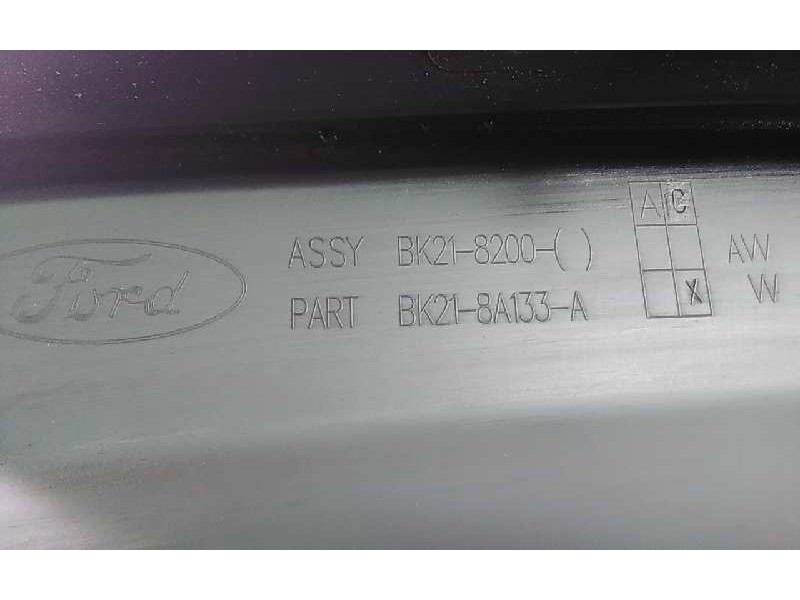 Ford
ASSY BK21-8200-( )
PART BK21-8A133-A
A C
X
AW
W